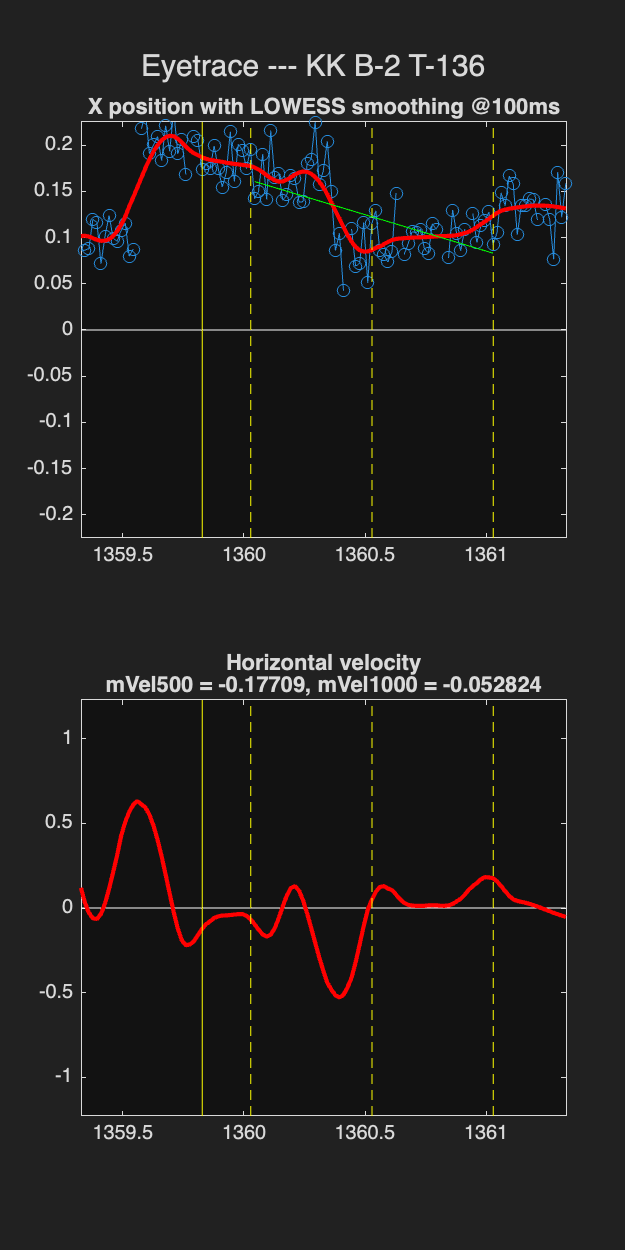 Eyetrace --- KK B-2 T-136
X position with LOWESS smoothing @100ms
0.2
0.15
0.1
0.05
0
-0.05
-0.1
-0.15
-0.2
1359.5 1360 1360.5 1361
Horizontal velocity
mVel500 = -0.17709, mVel1000 = -0.052824
1
0.5
0
-0.5
-1
1359.5 1360 1360.5 1361